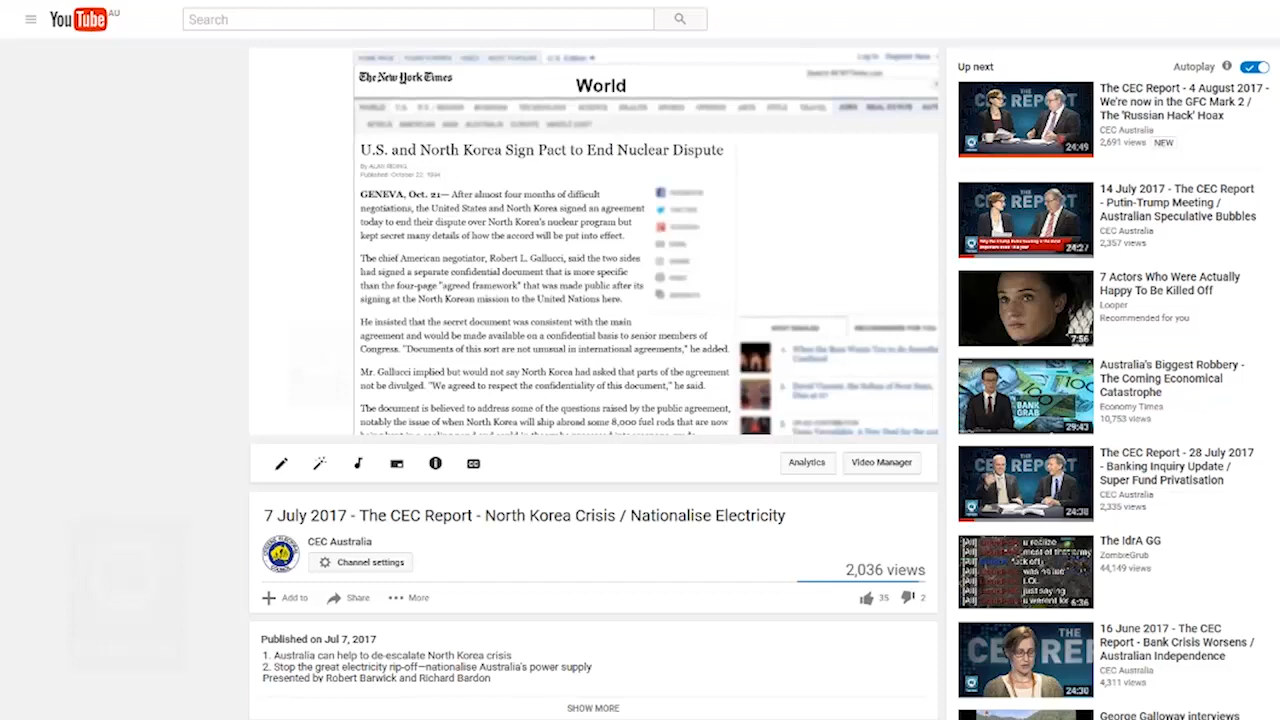 YouTube AU
Search
The New York Times
World
U.S. and North Korea Sign Pact to End Nuclear Dispute
Published: October 22, 1994
GENEVA, Oct. 21— After almost four months of difficult
negotiations, the United States and North Korea signed an agreement
today to end their dispute over North Korea's nuclear program but
kept secret many details of how the accord will be put into effect.
The chief American negotiator, Robert L. Gallucci, said the two sides
had signed a separate confidential document that is more specific
than the four-page "agreed framework" that was made public after its
signing at the North Korean mission to the United Nations here.
He insisted that the secret document was consistent with the main
agreement and would be made available on a confidential basis to senior members of
Congress. "Documents of this sort are not unusual in international agreements," he added.
Mr. Gallucci implied but would not say North Korea had asked that parts of the agreement
not be divulged. "We agreed to respect the confidentiality of this document," he said.
The document is believed to address some of the questions raised by the public agreement,
notably the issue of when North Korea will ship abroad some 8,000 fuel rods that are now
Analytics
Video Manager
7 July 2017 - The CEC Report - North Korea Crisis / Nationalise Electricity
CEC Australia
Channel settings
2,036 views
Add to
Share
More
35
2
Published on Jul 7, 2017
1. Australia can help to de-escalate North Korea crisis
2. Stop the great electricity rip-off—nationalise Australia's power supply
Presented by Robert Barwick and Richard Bardon
SHOW MORE
Up next
Autoplay
24:49
The CEC Report - 4 August 2017 -
We're now in the GFC Mark 2 /
The 'Russian Hack' Hoax
CEC Australia
2,691 views NEW
24:27
14 July 2017 - The CEC Report
- Putin-Trump Meeting /
Australian Speculative Bubbles
CEC Australia
2,357 views
7:56
7 Actors Who Were Actually
Happy To Be Killed Off
Looper
Recommended for you
BANK
GRAB
29:43
Australia's Biggest Robbery -
The Coming Economical
Catastrophe
Economy Times
10,753 views
24:38
The CEC Report - 28 July 2017
- Banking Inquiry Update /
Super Fund Privatisation
CEC Australia
2,335 views
6:36
The IdrA GG
ZombieGrub
44,149 views
24:30
16 June 2017 - The CEC
Report - Bank Crisis Worsens /
Australian Independence
CEC Australia
4,311 views
George Galloway interviews